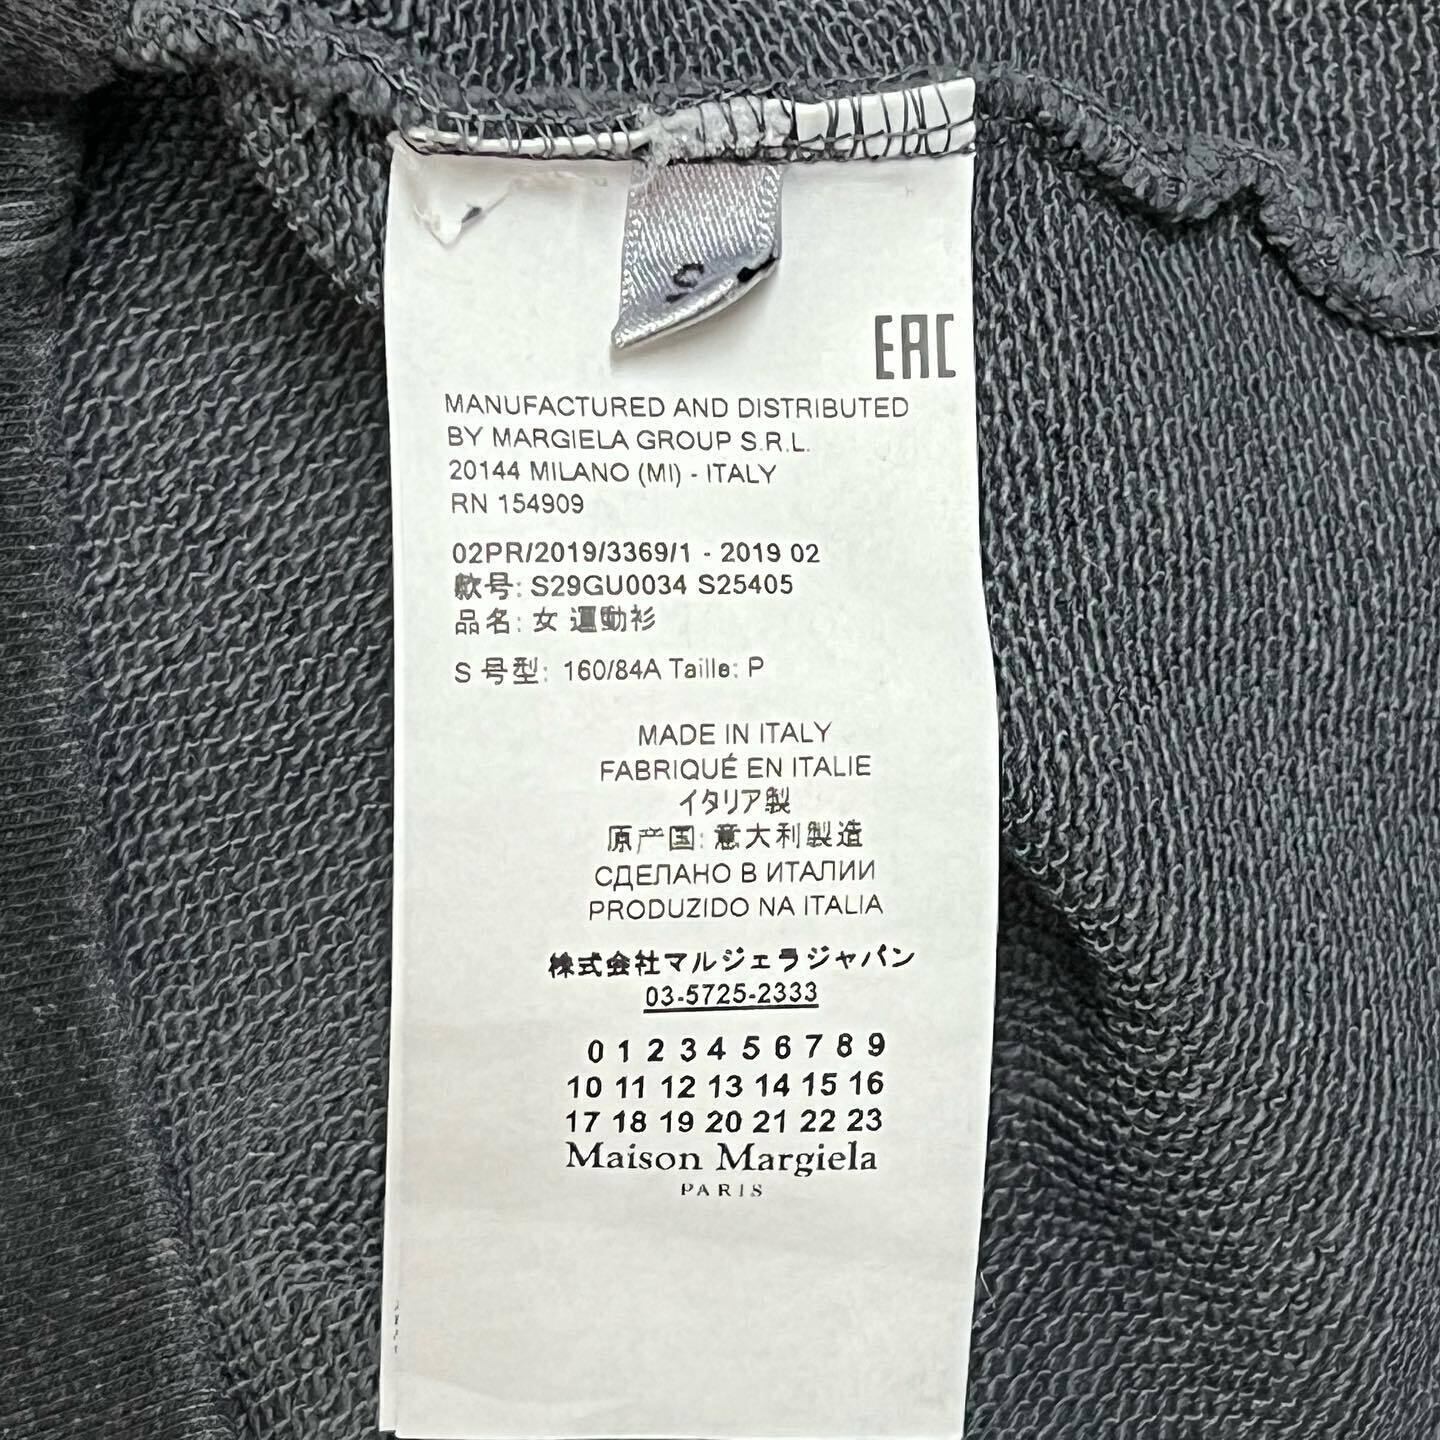 EAC
MANUFACTURED AND DISTRIBUTED
BY MARGIELA GROUP S.R.L.
20144 MILANO (MI) - ITALY
RN 154909
02PR/2019/3369/1 - 2019 02
款号: S29GU0034 S25405
品名: 女 運動衫
S 号型: 160/84A Taille: P
MADE IN ITALY
FABRIQUÉ EN ITALIE
イタリア製
原产国: 意大利製造
СДЕЛАНО В ИТАЛИИ
PRODUZIDO NA ITALIA
株式会社マルジェラジャパン
03-5725-2333
0 1 2 3 4 5 6 7 8 9
10 11 12 13 14 15 16
17 18 19 20 21 22 23
Maison Margiela
PARIS